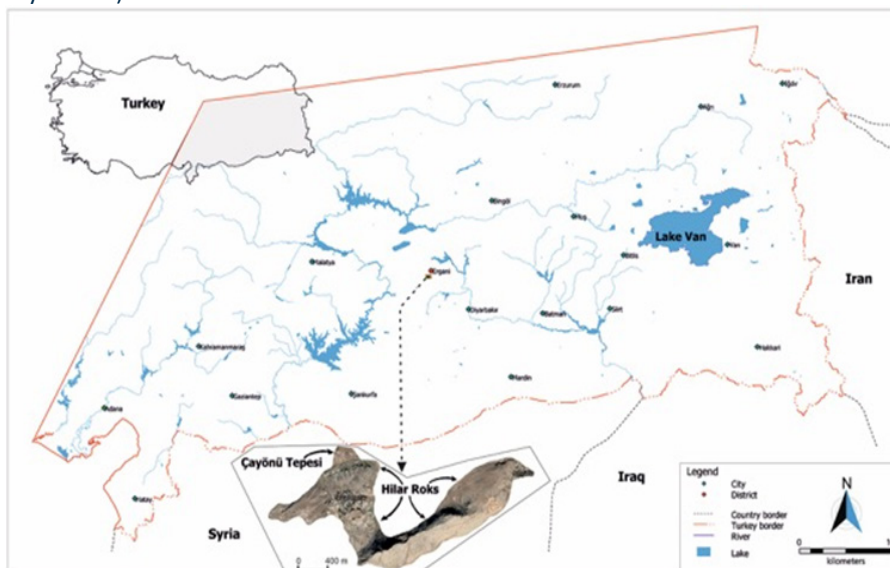 Turkey
Erzurum
Iğdır
Ağrı
Bingöl
Muş
Lake Van
Van
Malatya
Bitlis
Ergani
Iran
Diyarbakır
Batman
Siirt
Kahramanmaraş
Hakkari
Mardin
Gaziantep
Şanlıurfa
Adana
Çayönü Tepesi
Hilar Roks
Hatay
Iraq
Syria
0 400 m
Legend
City
District
Country border
Turkey border
River
Lake
N
0
kilometers